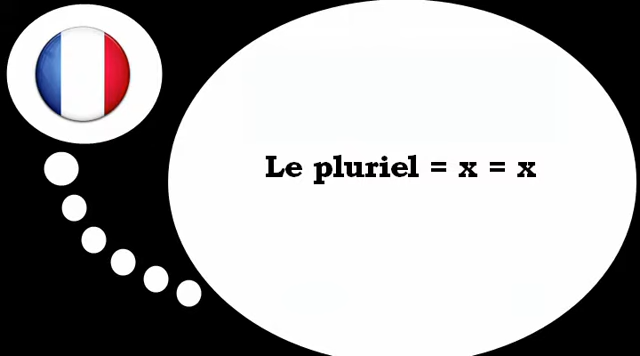 Le pluriel = x = x